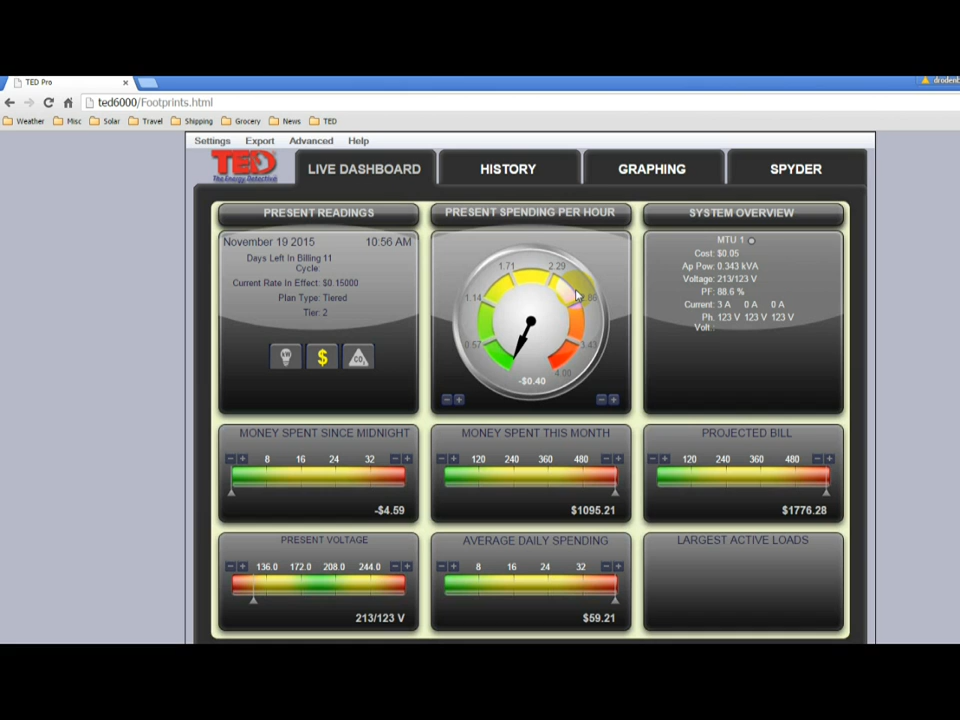 TED Pro
drodenb
ted6000/Footprints.html
Weather Misc Solar Travel Shipping Grocery News TED
Settings Export Advanced Help
TED
The Energy Detective
LIVE DASHBOARD HISTORY GRAPHING SPYDER
PRESENT READINGS
November 19 2015 10:56 AM
Days Left In Billing 11
Cycle
Current Rate In Effect: $0.15000
Plan Type: Tiered
Tier: 2
KW $ CO
PRESENT SPENDING PER HOUR
1.71 2.29
1.14 2.86
0.57 3.43
4.00
-$0.40
SYSTEM OVERVIEW
MTU 1
Cost: $0.05
Ap Pow: 0.343 kVA
Voltage: 213/123 V
PF: 88.6 %
Current: 3 A 0 A 0 A
Ph. 123 V 123 V 123 V
Volt.:
MONEY SPENT SINCE MIDNIGHT
8 16 24 32
-$4.59
MONEY SPENT THIS MONTH
120 240 360 480
$1095.21
PROJECTED BILL
120 240 360 480
$1776.28
PRESENT VOLTAGE
136.0 172.0 208.0 244.0
213/123 V
AVERAGE DAILY SPENDING
8 16 24 32
$59.21
LARGEST ACTIVE LOADS